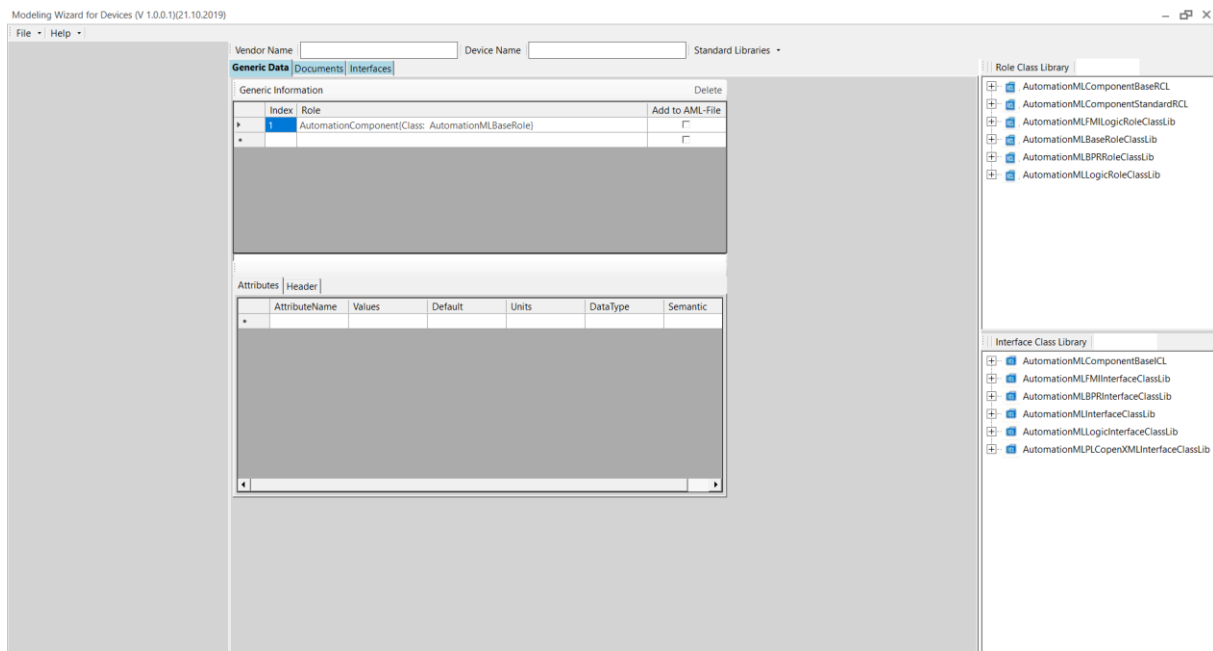 Modeling Wizard for Devices (V 1.0.0.1)(21.10.2019)
File Help
Vendor Name Device Name Standard Libraries
Generic Data Documents Interfaces
Generic Information Delete
Index Role Add to AML-File
1 AutomationComponent{Class: AutomationMLBaseRole}
Attributes Header
AttributeName Values Default Units DataType Semantic
Role Class Library
AutomationMLComponentBaseRCL
AutomationMLComponentStandardRCL
AutomationMLFMILogicRoleClassLib
AutomationMLBaseRoleClassLib
AutomationMLBPRRoleClassLib
AutomationMLLogicRoleClassLib
Interface Class Library
AutomationMLComponentBaseICL
AutomationMLFMIInterfaceClassLib
AutomationMLBPRInterfaceClassLib
AutomationMLInterfaceClassLib
AutomationMLLogicInterfaceClassLib
AutomationMLPLCopenXMLInterfaceClassLib